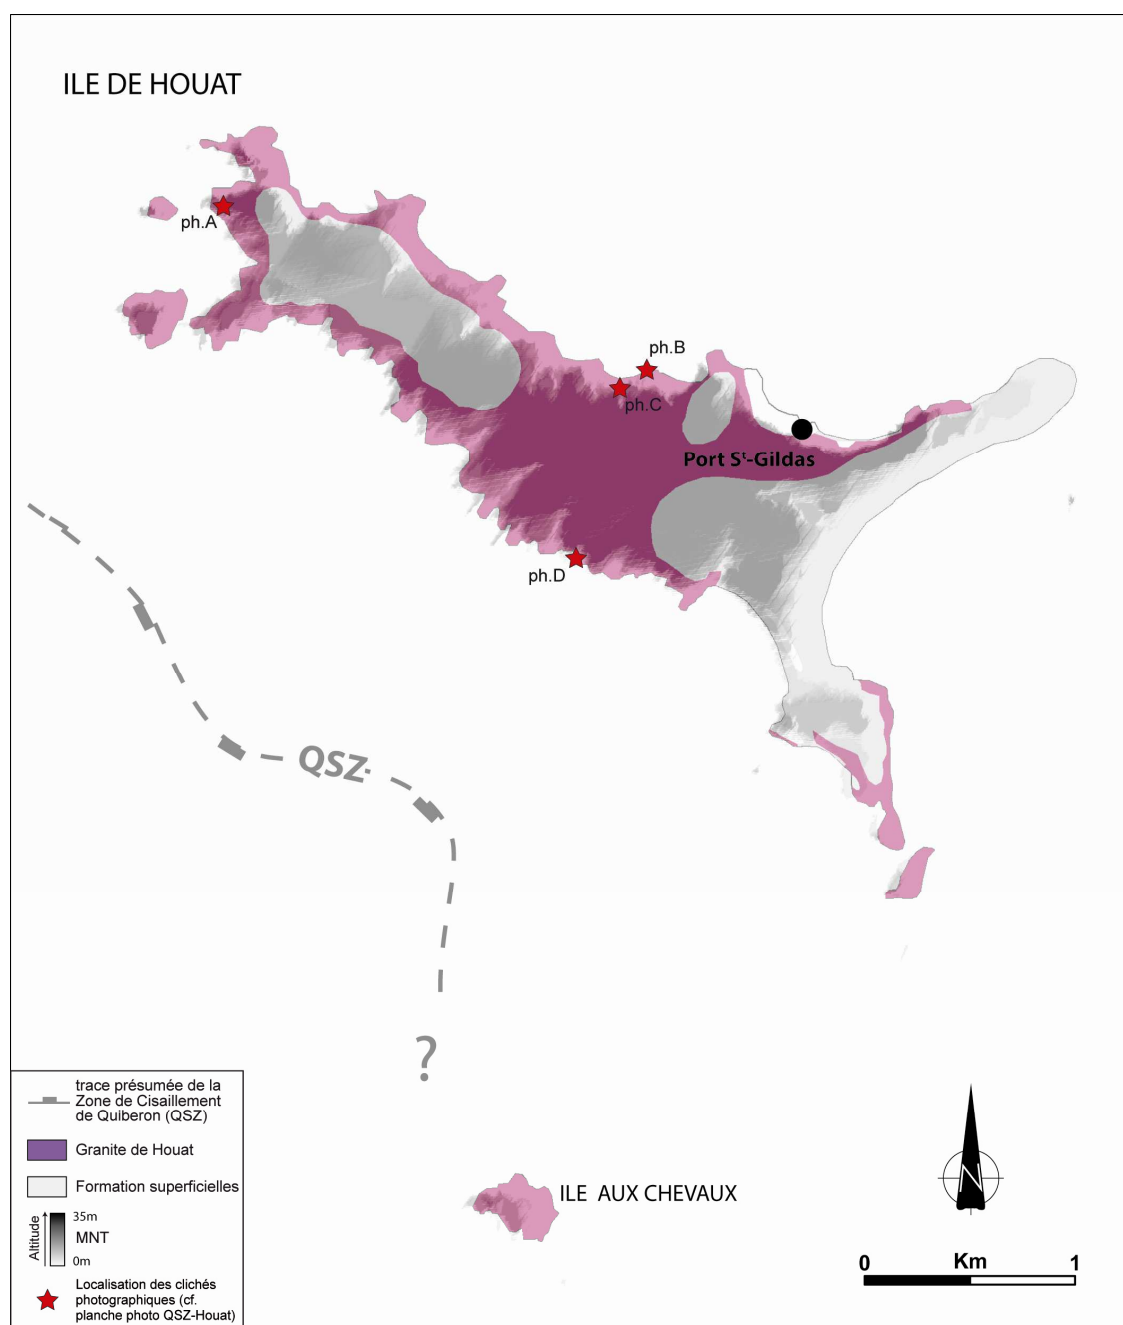 ILE DE HOUAT
ph.A
ph.B
ph.C
Port Sᵗ-Gildas
ph.D
QSZ
?
ILE AUX CHEVAUX
trace présumée de la
Zone de Cisaillement
de Quiberon (QSZ)
Granite de Houat
Formation superficielles
Altitude
35m
MNT
0m
Localisation des clichés
photographiques (cf.
planche photo QSZ-Houat)
N
0 Km 1